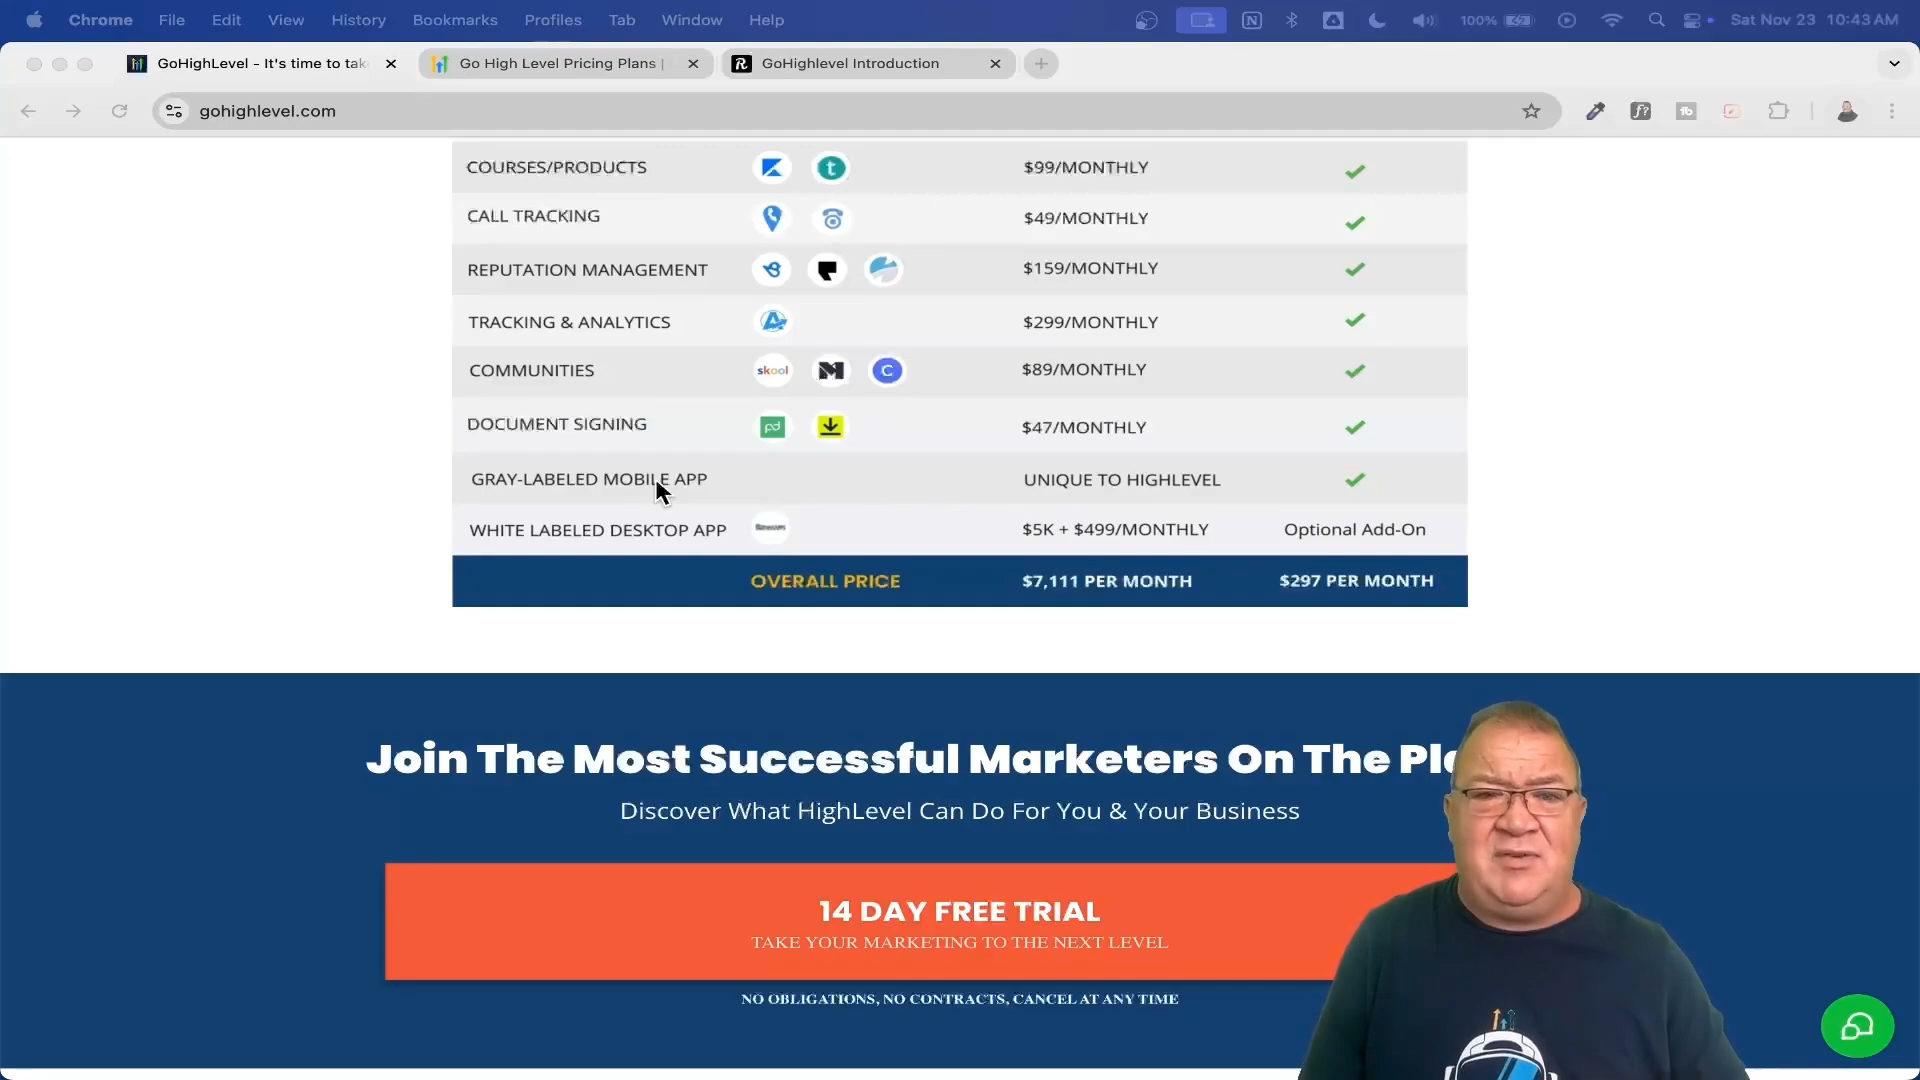 Chrome File Edit View History Bookmarks Profiles Tab Window Help 100% Sat Nov 23 10:43 AM
GoHighLevel - It's time to tak Go High Level Pricing Plans | GoHighlevel Introduction
gohighlevel.com
COURSES/PRODUCTS $99/MONTHLY
CALL TRACKING $49/MONTHLY
REPUTATION MANAGEMENT $159/MONTHLY
TRACKING & ANALYTICS $299/MONTHLY
COMMUNITIES skool $89/MONTHLY
DOCUMENT SIGNING pd $47/MONTHLY
GRAY-LABELED MOBILE APP UNIQUE TO HIGHLEVEL
WHITE LABELED DESKTOP APP $5K + $499/MONTHLY Optional Add-On
OVERALL PRICE $7,111 PER MONTH $297 PER MONTH
Join The Most Successful Marketers On The Pla
Discover What HighLevel Can Do For You & Your Business
14 DAY FREE TRIAL
TAKE YOUR MARKETING TO THE NEXT LEVEL
NO OBLIGATIONS, NO CONTRACTS, CANCEL AT ANY TIME